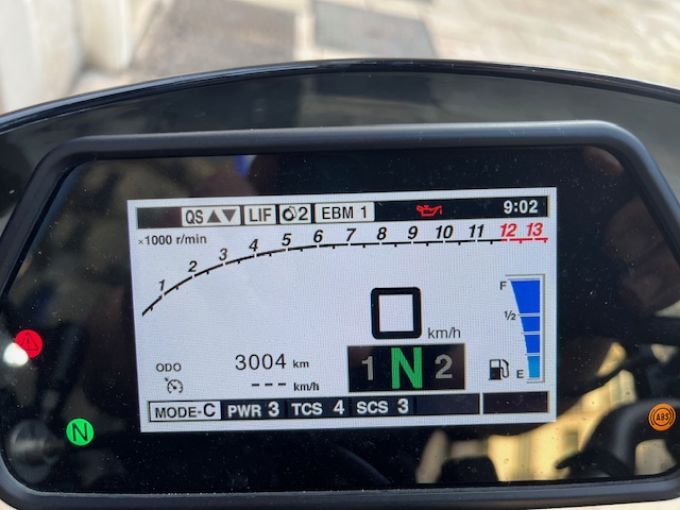 QS LIF 2 EBM 1 9:02
×1000 r/min
1 2 3 4 5 6 7 8 9 10 11 12 13
F
1/2
0 km/h
ODO 3004 km
--- km/h
1 N 2
E
MODE-C PWR 3 TCS 4 SCS 3
N
ABS